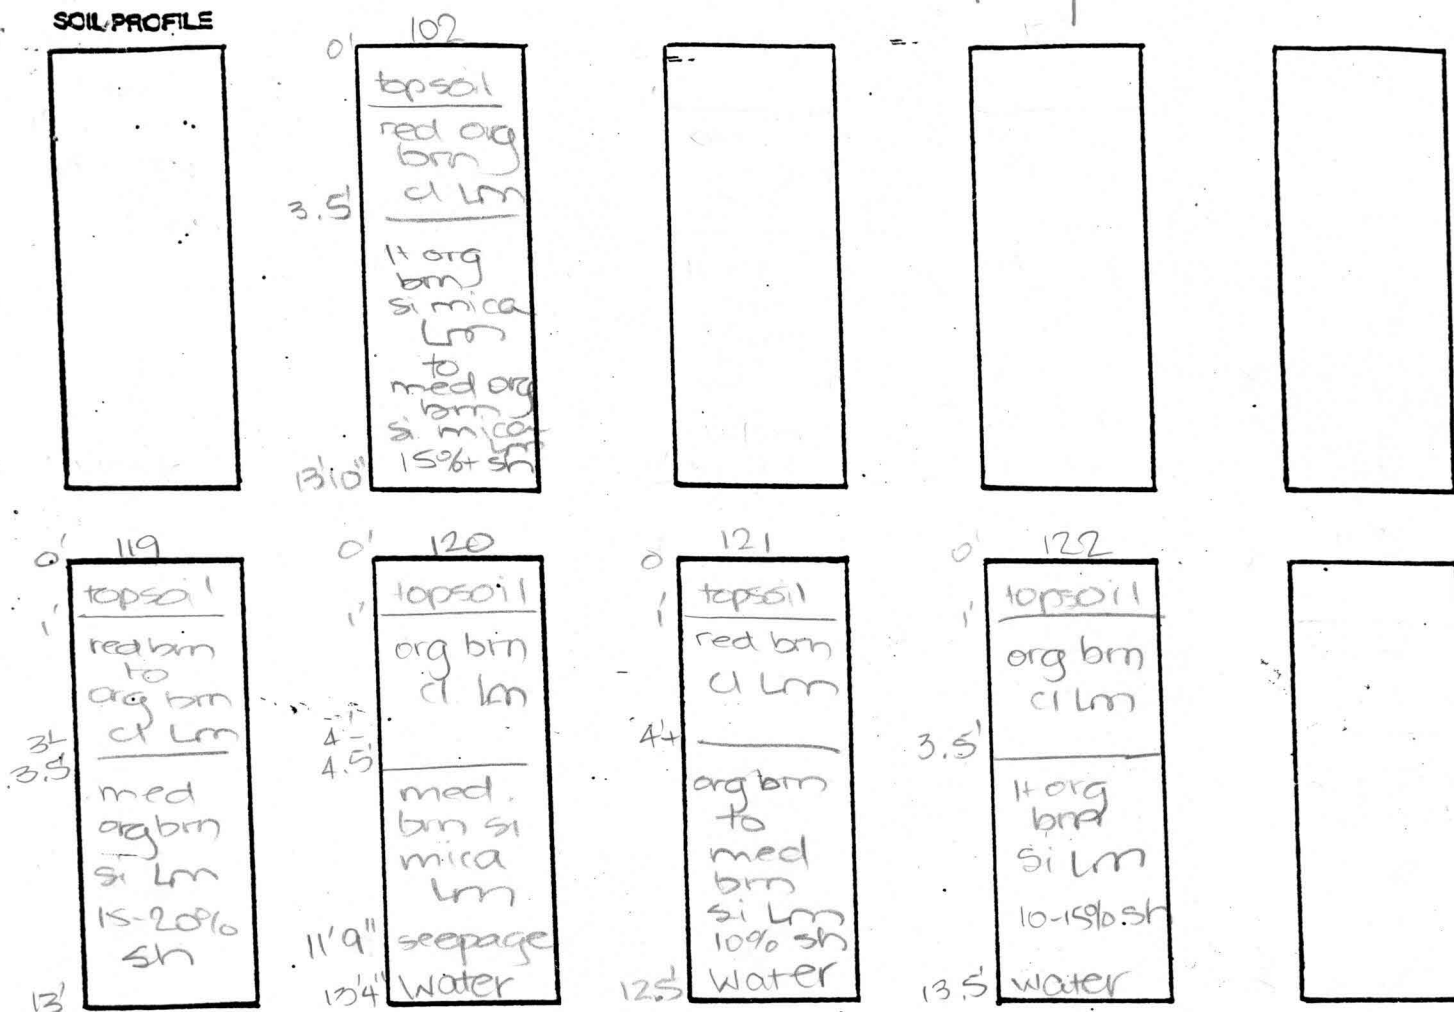 SOIL PROFILE
102
0'
topsoil
red org
brn
cl Lm
3.5'
lt org
brn
si mica
Lm
to
med org
brn
si mica
Lm
15%+ sh
13'10"
119
0'
topsoil
1'
red brn
to
org brn
cl Lm
3'-
3.5'
med
org brn
si Lm
15-20%
sh
13'
120
0'
topsoil
1'
org brn
cl Lm
4'-
4.5'
med.
brn si
mica
Lm
11'9" seepage
13'4" Water
121
0'
topsoil
1'
red brn
cl Lm
4'+
org brn
to
med
brn
si Lm
10% sh
12.5' Water
122
0'
topsoil
1'
org brn
cl Lm
3.5'
lt org
brn
si Lm
10-15% sh
13.5' water